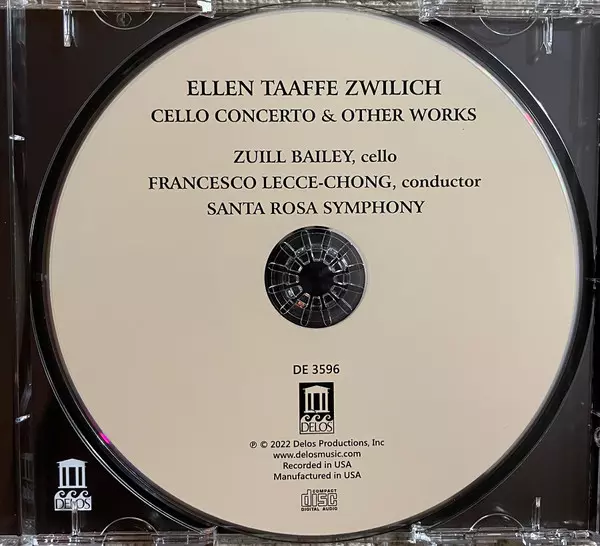 ELLEN TAAFFE ZWILICH
CELLO CONCERTO & OTHER WORKS
ZUILL BAILEY, cello
FRANCESCO LECCE-CHONG, conductor
SANTA ROSA SYMPHONY
DE 3596
DELOS
℗ © 2022 Delos Productions, Inc
www.delosmusic.com
Recorded in USA
Manufactured in USA
COMPACT
disc
DIGITAL AUDIO
DELOS